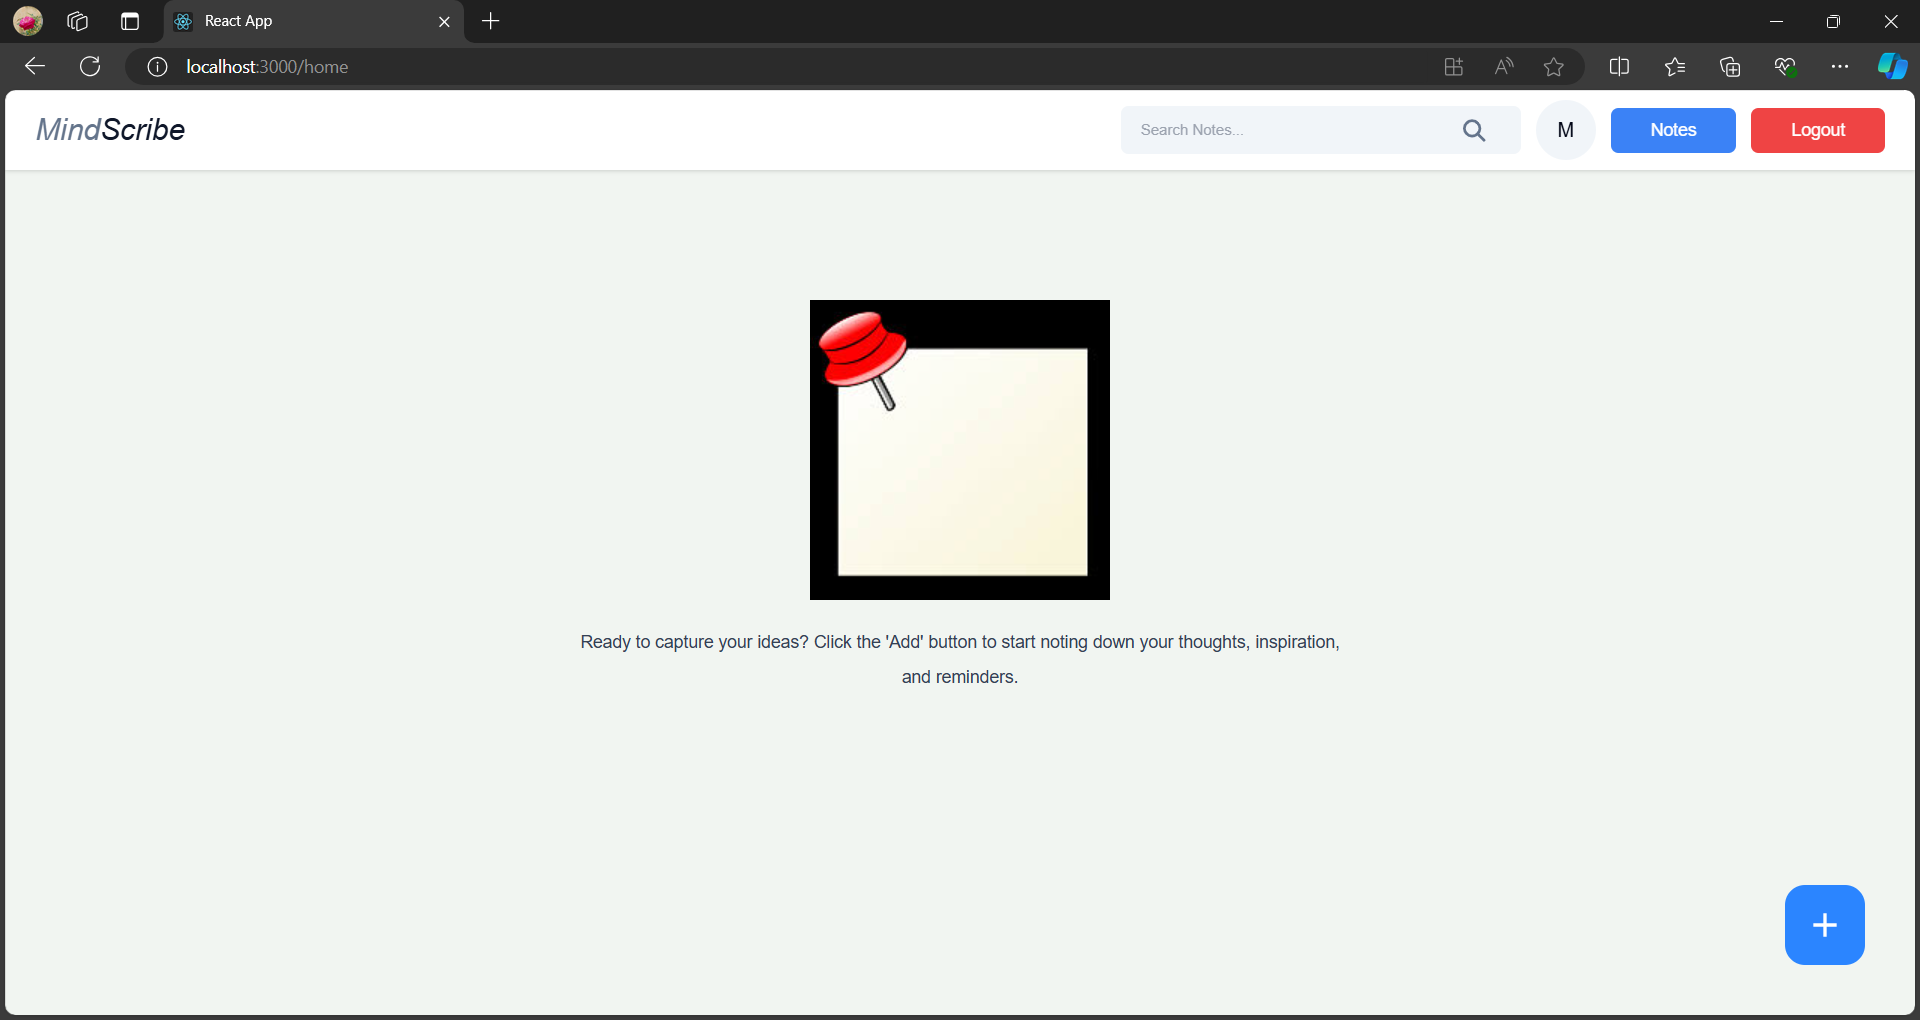 React App
localhost:3000/home
MindScribe
Search Notes...
M
Notes
Logout
Ready to capture your ideas? Click the 'Add' button to start noting down your thoughts, inspiration,
and reminders.